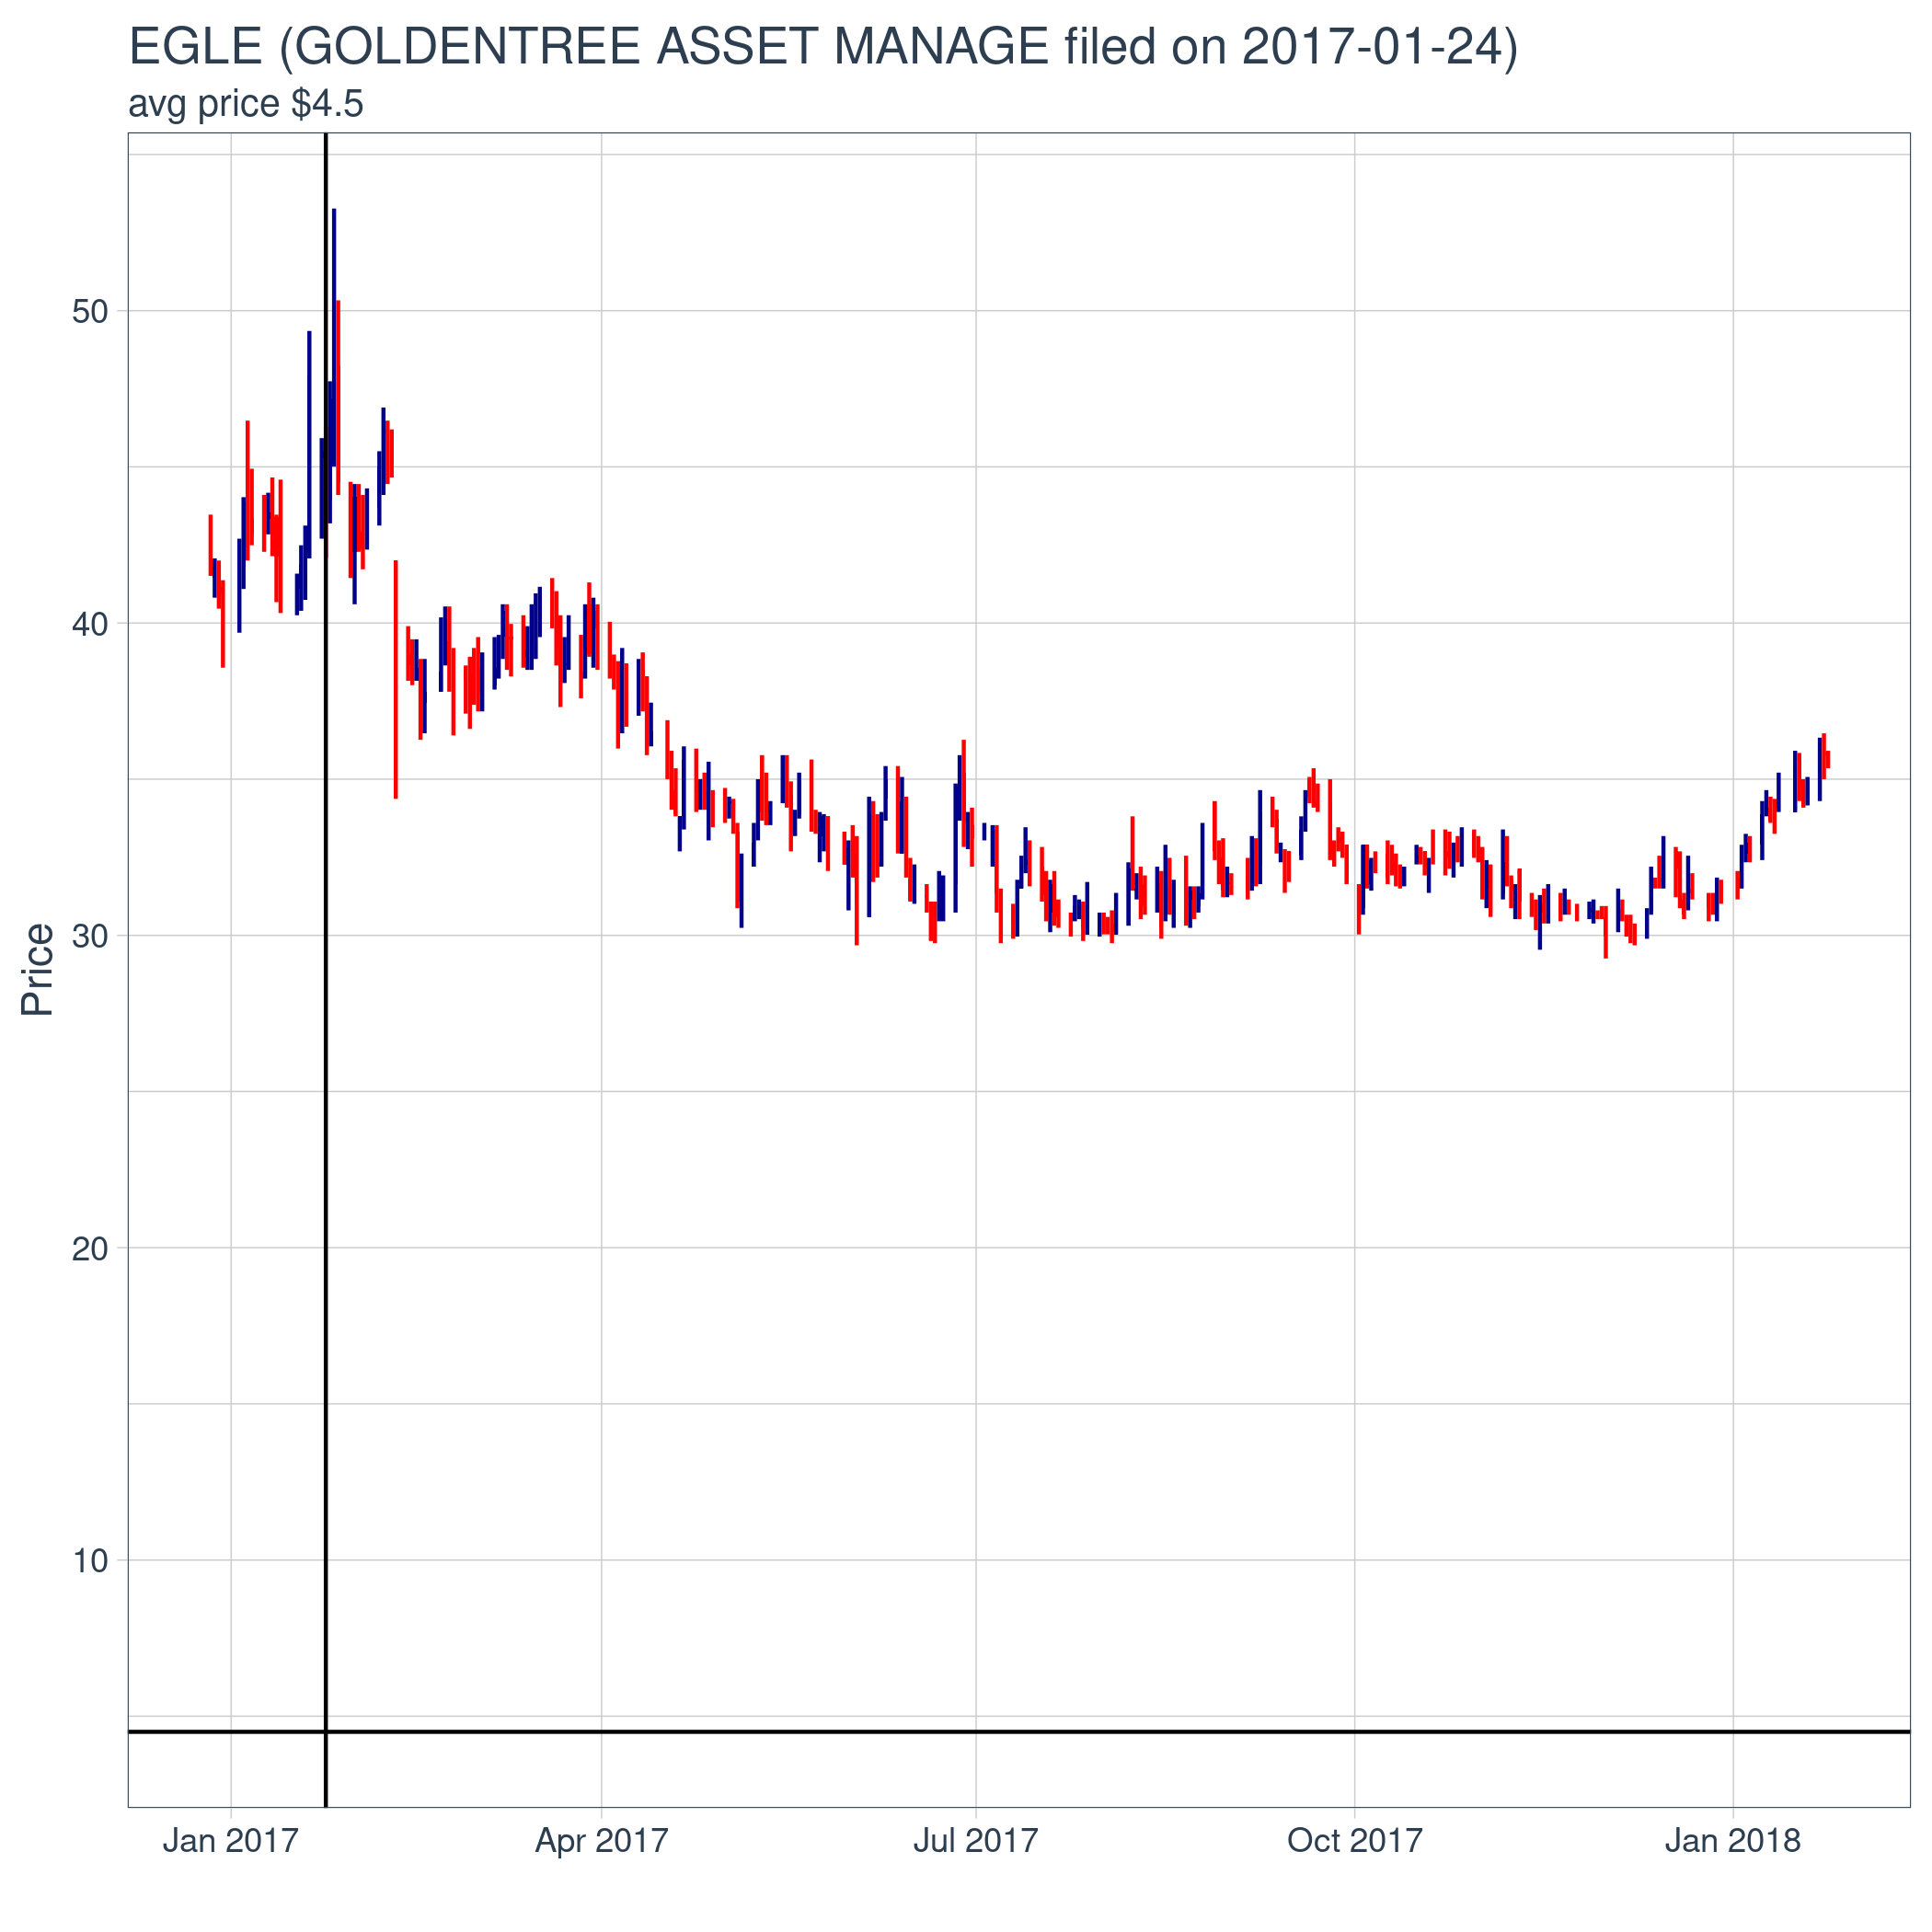 EGLE (GOLDENTREE ASSET MANAGE filed on 2017-01-24)
avg price $4.5
50
40
30
20
10
Price
Jan 2017
Apr 2017
Jul 2017
Oct 2017
Jan 2018